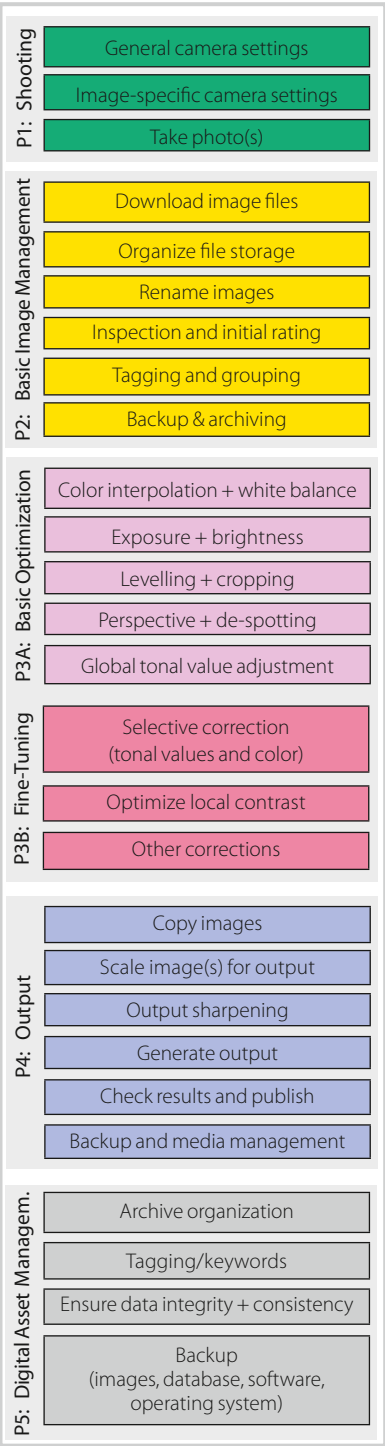 P1: Shooting
General camera settings
Image-specific camera settings
Take photo(s)
P2: Basic Image Management
Download image files
Organize file storage
Rename images
Inspection and initial rating
Tagging and grouping
Backup & archiving
P3A: Basic Optimization
Color interpolation + white balance
Exposure + brightness
Levelling + cropping
Perspective + de-spotting
Global tonal value adjustment
P3B: Fine-Tuning
Selective correction
(tonal values and color)
Optimize local contrast
Other corrections
P4: Output
Copy images
Scale image(s) for output
Output sharpening
Generate output
Check results and publish
Backup and media management
P5: Digital Asset Managem.
Archive organization
Tagging/keywords
Ensure data integrity + consistency
Backup
(images, database, software,
operating system)